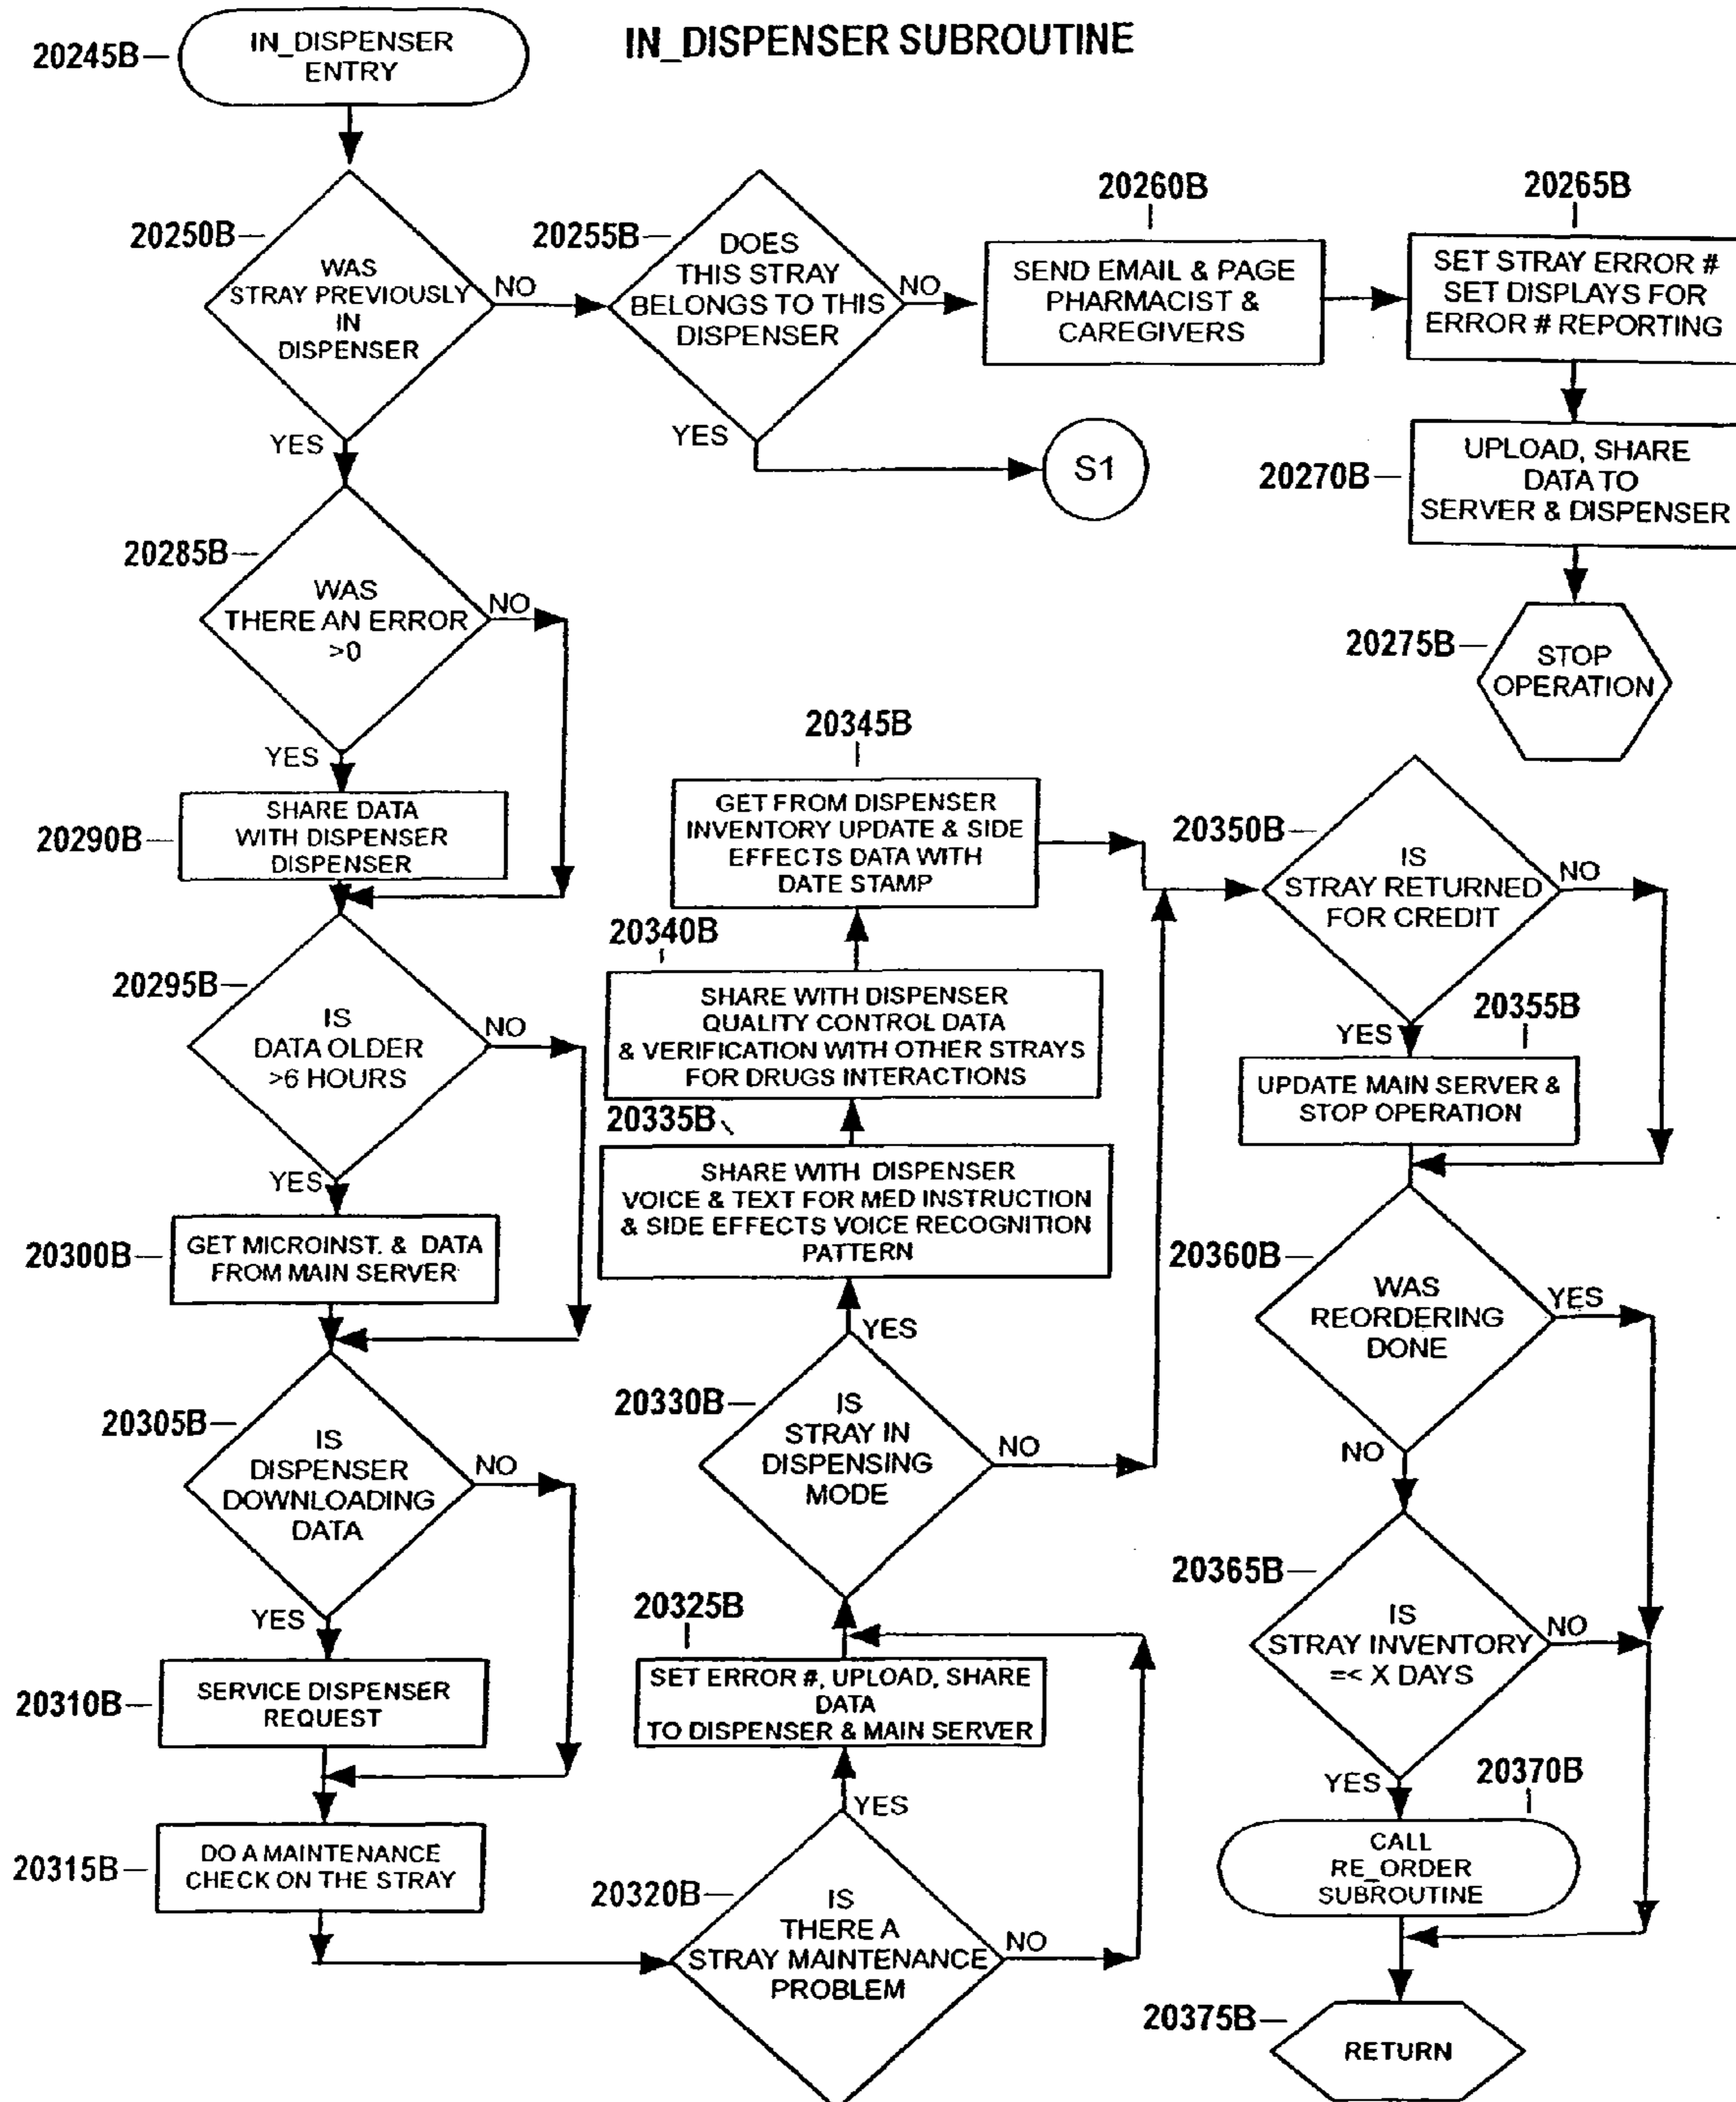 IN_DISPENSER SUBROUTINE
20245B
IN_DISPENSER
ENTRY
20250B
WAS
STRAY PREVIOUSLY
IN
DISPENSER
NO
YES
20255B
DOES
THIS STRAY
BELONGS TO THIS
DISPENSER
NO
YES
S1
20260B
SEND EMAIL & PAGE
PHARMACIST &
CAREGIVERS
20265B
SET STRAY ERROR #
SET DISPLAYS FOR
ERROR # REPORTING
20270B
UPLOAD, SHARE
DATA TO
SERVER & DISPENSER
20275B
STOP
OPERATION
20285B
WAS
THERE AN ERROR
>0
NO
YES
20290B
SHARE DATA
WITH DISPENSER
DISPENSER
20295B
IS
DATA OLDER
>6 HOURS
NO
YES
20300B
GET MICROINST. & DATA
FROM MAIN SERVER
20305B
IS
DISPENSER
DOWNLOADING
DATA
NO
YES
20310B
SERVICE DISPENSER
REQUEST
20315B
DO A MAINTENANCE
CHECK ON THE STRAY
20320B
IS
THERE A
STRAY MAINTENANCE
PROBLEM
NO
YES
20325B
SET ERROR #, UPLOAD, SHARE
DATA
TO DISPENSER & MAIN SERVER
20330B
IS
STRAY IN
DISPENSING
MODE
NO
YES
20335B
SHARE WITH DISPENSER
VOICE & TEXT FOR MED INSTRUCTION
& SIDE EFFECTS VOICE RECOGNITION
PATTERN
20340B
SHARE WITH DISPENSER
QUALITY CONTROL DATA
& VERIFICATION WITH OTHER STRAYS
FOR DRUGS INTERACTIONS
20345B
GET FROM DISPENSER
INVENTORY UPDATE & SIDE
EFFECTS DATA WITH
DATE STAMP
20350B
IS
STRAY RETURNED
FOR CREDIT
NO
YES
20355B
UPDATE MAIN SERVER &
STOP OPERATION
20360B
WAS
REORDERING
DONE
YES
NO
20365B
IS
STRAY INVENTORY
=< X DAYS
NO
YES
20370B
CALL
RE_ORDER
SUBROUTINE
20375B
RETURN